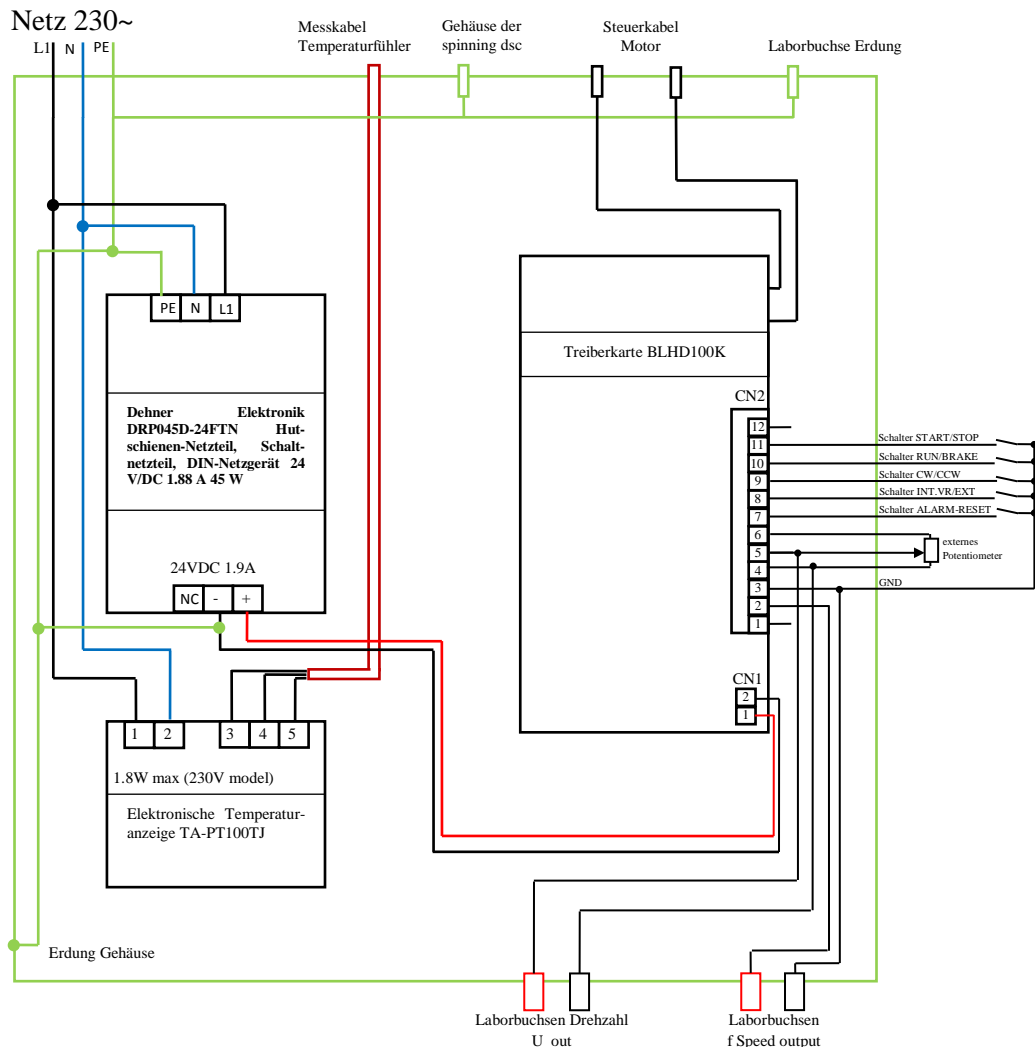 Netz 230~
L1 N PE
Messkabel
Temperaturfühler
Gehäuse der
spinning dsc
Steuerkabel
Motor
Laborbuchse Erdung
PE N L1
Dehner Elektronik
DRP045D-24FTN Hut-
schienen-Netzteil, Schalt-
netzteil, DIN-Netzgerät 24
V/DC 1.88 A 45 W
24VDC 1.9A
NC - +
Treiberkarte BLHD100K
CN2
12
11
10
9
8
7
6
5
4
3
2
1
Schalter START/STOP
Schalter RUN/BRAKE
Schalter CW/CCW
Schalter INT.VR/EXT
Schalter ALARM-RESET
externes
Potentiometer
GND
CN1
2
1
1 2 3 4 5
1.8W max (230V model)
Elektronische Temperatur-
anzeige TA-PT100TJ
Erdung Gehäuse
Laborbuchsen Drehzahl
U out
Laborbuchsen
f Speed output